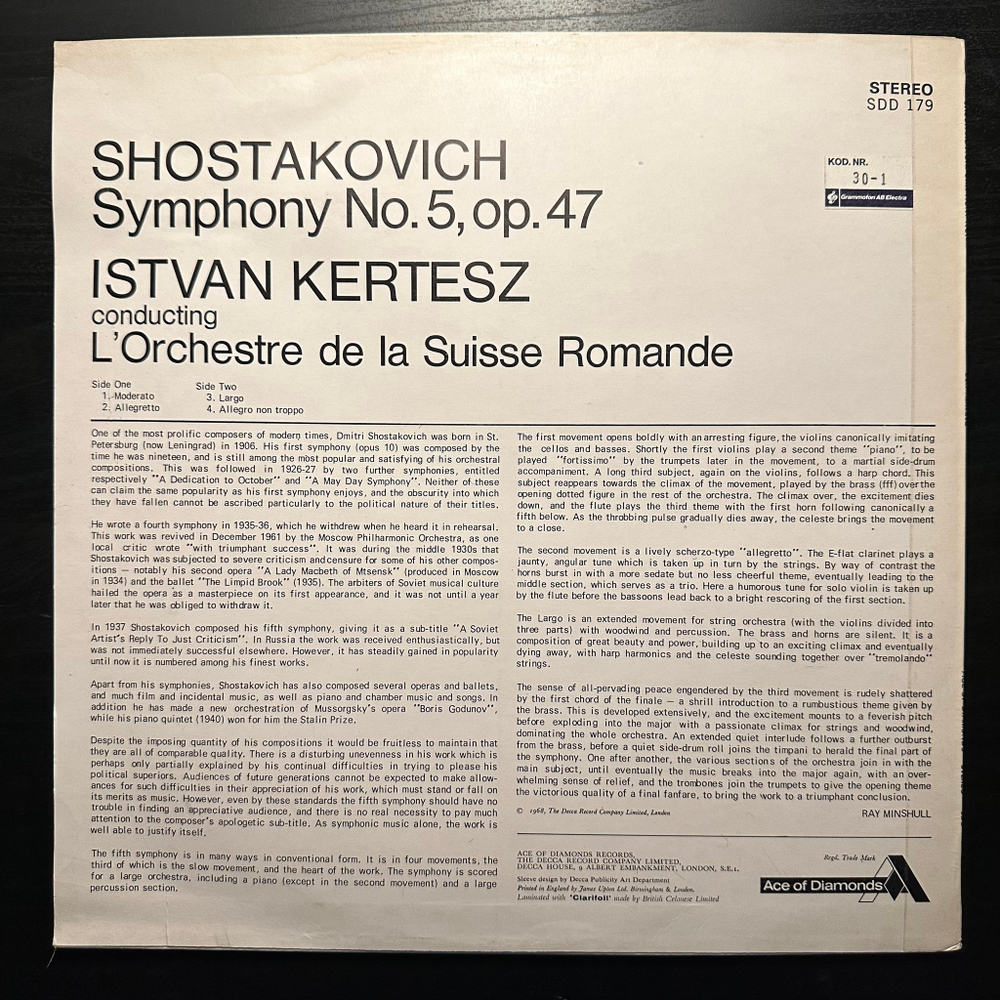 STEREO
SDD 179
SHOSTAKOVICH
Symphony No. 5, op. 47
KOD. NR.
30-1
Grammofon AB Electra
ISTVAN KERTESZ
conducting
L'Orchestre de la Suisse Romande
Side One
1. Moderato
2. Allegretto
Side Two
3. Largo
4. Allegro non troppo
One of the most prolific composers of modern times, Dmitri Shostakovich was born in St.
Petersburg (now Leningrad) in 1906. His first symphony (opus 10) was composed by the
time he was nineteen, and is still among the most popular and satisfying of his orchestral
compositions. This was followed in 1926-27 by two further symphonies, entitled
respectively "A Dedication to October" and "A May Day Symphony". Neither of these
can claim the same popularity as his first symphony enjoys, and the obscurity into which
they have fallen cannot be ascribed particularly to the political nature of their titles.
He wrote a fourth symphony in 1935-36, which he withdrew when he heard it in rehearsal.
This work was revived in December 1961 by the Moscow Philharmonic Orchestra, as one
local critic wrote "with triumphant success". It was during the middle 1930s that
Shostakovich was subjected to severe criticism and censure for some of his other compos-
itions — notably his second opera "A Lady Macbeth of Mtsensk" (produced in Moscow
in 1934) and the ballet "The Limpid Brook" (1935). The arbiters of Soviet musical culture
hailed the opera as a masterpiece on its first appearance, and it was not until a year
later that he was obliged to withdraw it.
In 1937 Shostakovich composed his fifth symphony, giving it as a sub-title "A Soviet
Artist's Reply To Just Criticism". In Russia the work was received enthusiastically, but
was not immediately successful elsewhere. However, it has steadily gained in popularity
until now it is numbered among his finest works.
Apart from his symphonies, Shostakovich has also composed several operas and ballets,
and much film and incidental music, as well as piano and chamber music and songs. In
addition he has made a new orchestration of Mussorgsky's opera "Boris Godunov",
while his piano quintet (1940) won for him the Stalin Prize.
Despite the imposing quantity of his compositions it would be fruitless to maintain that
they are all of comparable quality. There is a disturbing unevenness in his work which is
perhaps only partially explained by his continual difficulties in trying to please his
political superiors. Audiences of future generations cannot be expected to make allow-
ances for such difficulties in their appreciation of his work, which must stand or fall on
its merits as music. However, even by these standards the fifth symphony should have no
trouble in finding an appreciative audience, and there is no real necessity to pay much
attention to the composer's apologetic sub-title. As symphonic music alone, the work is
well able to justify itself.
The fifth symphony is in many ways in conventional form. It is in four movements, the
third of which is the slow movement, and the heart of the work. The symphony is scored
for a large orchestra, including a piano (except in the second movement) and a large
percussion section.
The first movement opens boldly with an arresting figure, the violins canonically imitating
the cellos and basses. Shortly the first violins play a second theme "piano", to be
played "fortissimo" by the trumpets later in the movement, to a martial side-drum
accompaniment. A long third subject, again on the violins, follows a harp chord. This
subject reappears towards the climax of the movement, played by the brass (fff) over the
opening dotted figure in the rest of the orchestra. The climax over, the excitement dies
down, and the flute plays the third theme with the first horn following canonically a
fifth below. As the throbbing pulse gradually dies away, the celeste brings the movement
to a close.
The second movement is a lively scherzo-type "allegretto". The E-flat clarinet plays a
jaunty, angular tune which is taken up in turn by the strings. By way of contrast the
horns burst in with a more sedate but no less cheerful theme, eventually leading to the
middle section, which serves as a trio. Here a humorous tune for solo violin is taken up
by the flute before the bassoons lead back to a bright rescoring of the first section.
The Largo is an extended movement for string orchestra (with the violins divided into
three parts) with woodwind and percussion. The brass and horns are silent. It is a
composition of great beauty and power, building up to an exciting climax and eventually
dying away, with harp harmonics and the celeste sounding together over "tremolando"
strings.
The sense of all-pervading peace engendered by the third movement is rudely shattered
by the first chord of the finale — a shrill introduction to a rumbustious theme given by
the brass. This is developed extensively, and the excitement mounts to a feverish pitch
before exploding into the major with a passionate climax for strings and woodwind,
dominating the whole orchestra. An extended quiet interlude follows a further outburst
from the brass, before a quiet side-drum roll joins the timpani to herald the final part of
the symphony. One after another, the various sections of the orchestra join in with the
main subject, until eventually the music breaks into the major again, with an over-
whelming sense of relief, and the trombones join the trumpets to give the opening theme
the victorious quality of a final fanfare, to bring the work to a triumphant conclusion.
© 1968, The Decca Record Company Limited, London
RAY MINSHULL
ACE OF DIAMONDS RECORDS,
THE DECCA RECORD COMPANY LIMITED,
DECCA HOUSE, 9 ALBERT EMBANKMENT, LONDON, S.E.1.
Sleeve design by Decca Publicity Art Department
Printed in England by James Upton Ltd. Birmingham & London.
Laminated with "Clarifoil" made by British Celanese Limited
Regd. Trade Mark
Ace of Diamonds